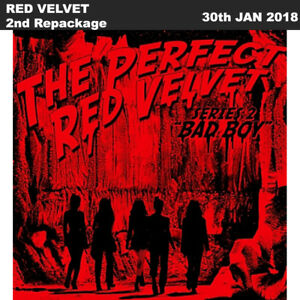 RED VELVET 30th JAN 2018
2nd Repackage
THE PERFECT
RED VELVET
SERIES 2
"BAD BOY"